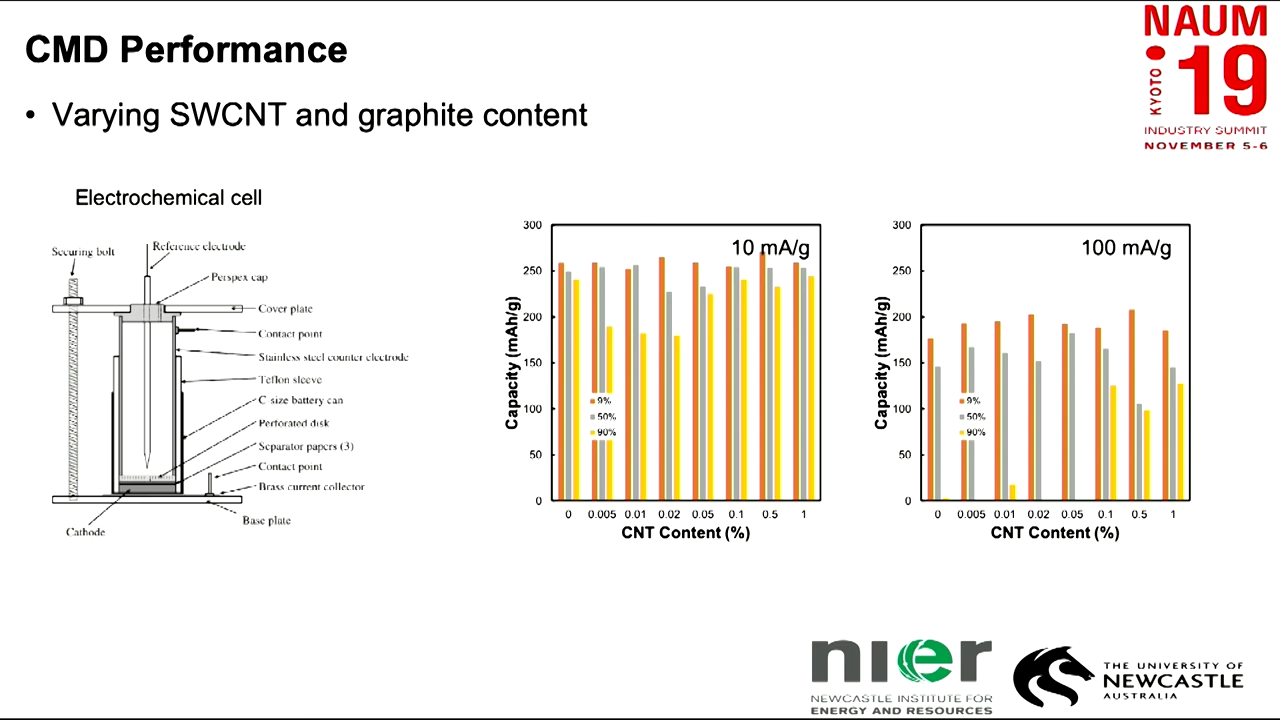 CMD Performance
• Varying SWCNT and graphite content
NAUM
i19
KYOTO
INDUSTRY SUMMIT
NOVEMBER 5-6
Electrochemical cell
Securing bolt
Reference electrode
Perspex cap
Cover plate
Contact point
Stainless steel counter electrode
Teflon sleeve
C-size battery can
Perforated disk
Separator papers (3)
Contact point
Brass current collector
Base plate
Cathode
10 mA/g
Capacity (mAh/g)
300
250
200
150
100
50
0
9%
50%
90%
0 0.005 0.01 0.02 0.05 0.1 0.5 1
CNT Content (%)
100 mA/g
Capacity (mAh/g)
300
250
200
150
100
50
0
9%
50%
90%
0 0.005 0.01 0.02 0.05 0.1 0.5 1
CNT Content (%)
nier
NEWCASTLE INSTITUTE FOR
ENERGY AND RESOURCES
THE UNIVERSITY OF
NEWCASTLE
AUSTRALIA